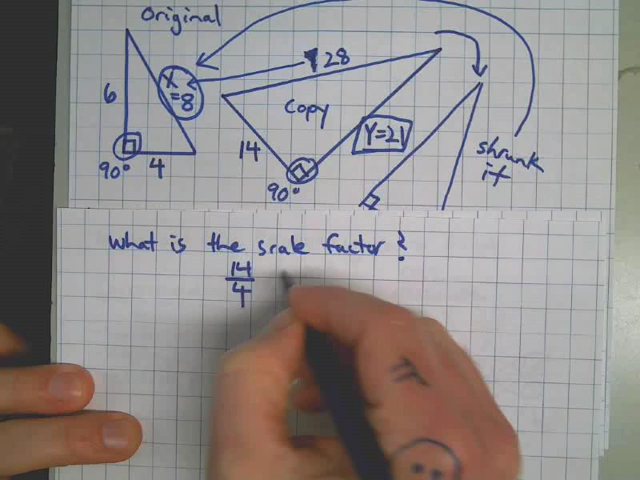 Original
6
X
=8
90°
4
28
Copy
14
Y=21
90°
shrunk
it
What is the scale factor?
14
4